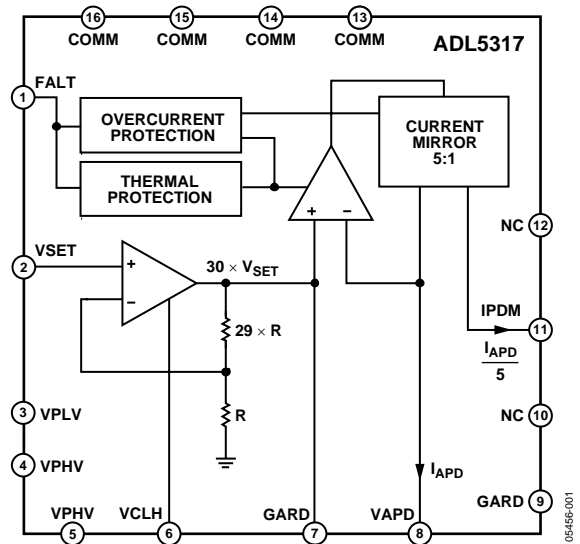 16
15
14
13
COMM
COMM
COMM
COMM
ADL5317
FALT
1
OVERCURRENT
PROTECTION
CURRENT
MIRROR
5:1
THERMAL
PROTECTION
+
−
NC
12
VSET
2
+
−
30 × VSET
29 × R
IPDM
11
IAPD
5
R
VPLV
3
NC
10
VPHV
4
IAPD
GARD
9
VPHV
VCLH
GARD
VAPD
5
6
7
8
05456-001